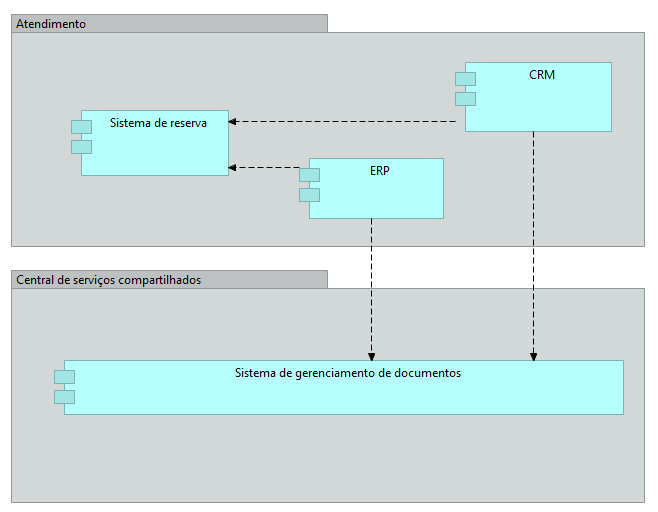 Atendimento
CRM
Sistema de reserva
ERP
Central de serviços compartilhados
Sistema de gerenciamento de documentos